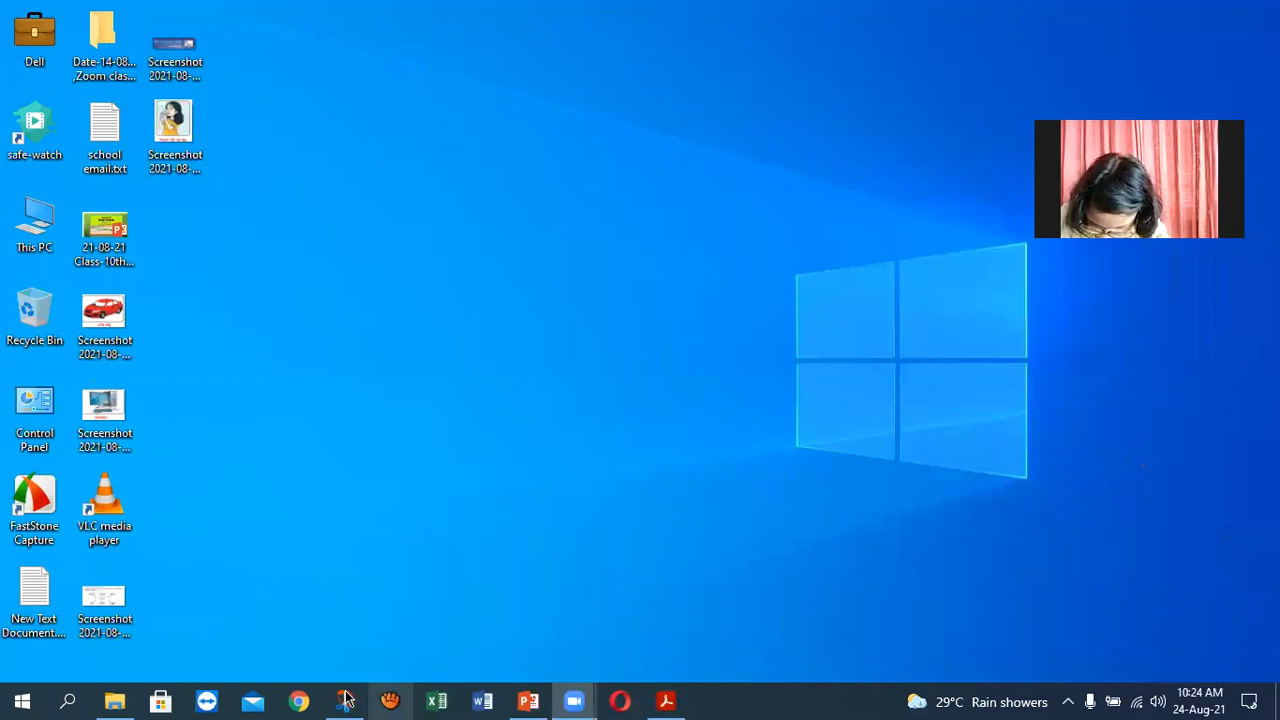 Dell
Date-14-08...
,Zoom clas...
Screenshot
2021-08-...
safe-watch
school
email.txt
Screenshot
2021-08-...
This PC
21-08-21
Class-10th...
Recycle Bin
Screenshot
2021-08-...
Control
Panel
Screenshot
2021-08-...
FastStone
Capture
VLC media
player
New Text
Document....
Screenshot
2021-08-...
29°C Rain showers
10:24 AM
24-Aug-21